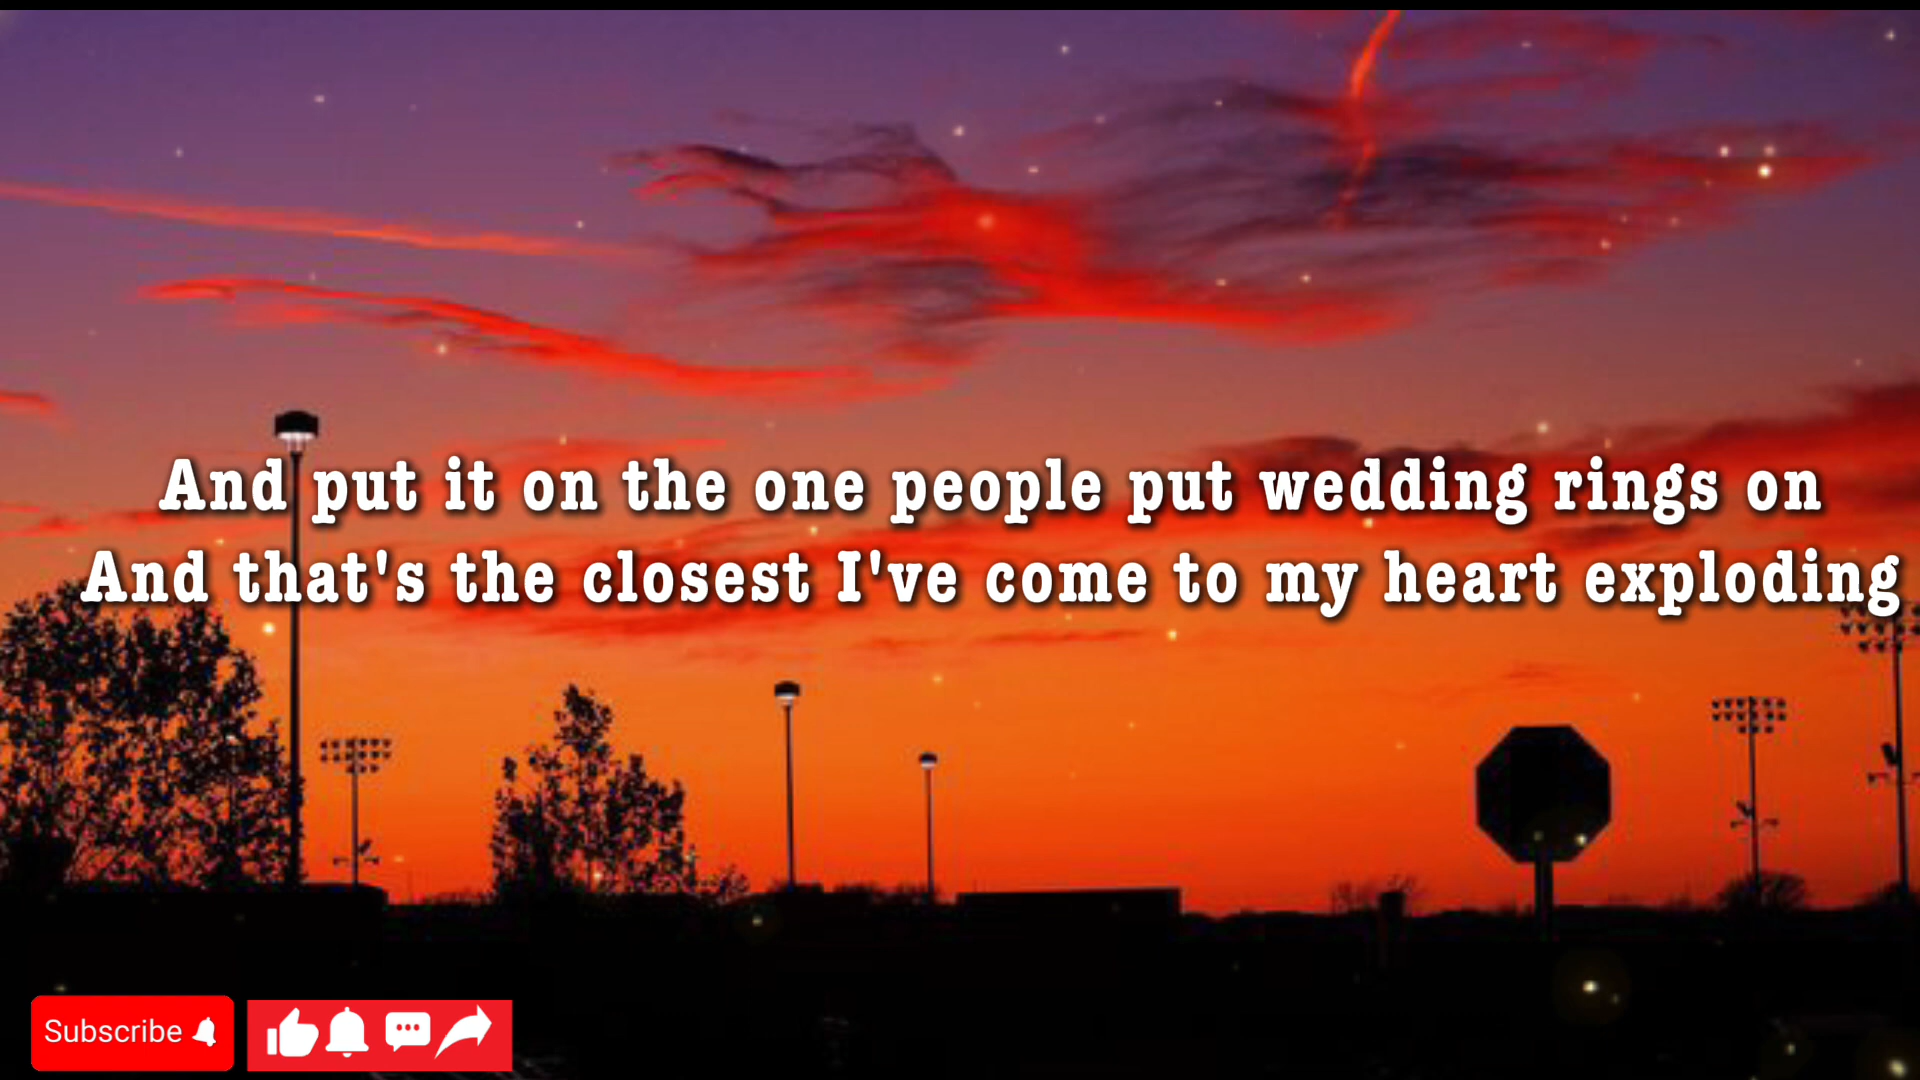 And put it on the one people put wedding rings on
And that's the closest I've come to my heart exploding
Subscribe